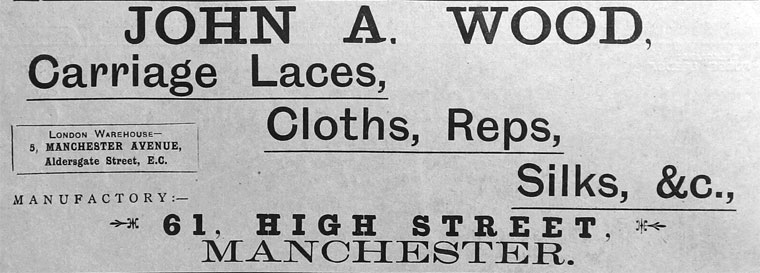 JOHN A. WOOD,
Carriage Laces,
Cloths, Reps,
Silks, &c.,
LONDON WAREHOUSE—
5, MANCHESTER AVENUE,
Aldersgate Street, E.C.
MANUFACTORY:—
61, HIGH STREET,
MANCHESTER.